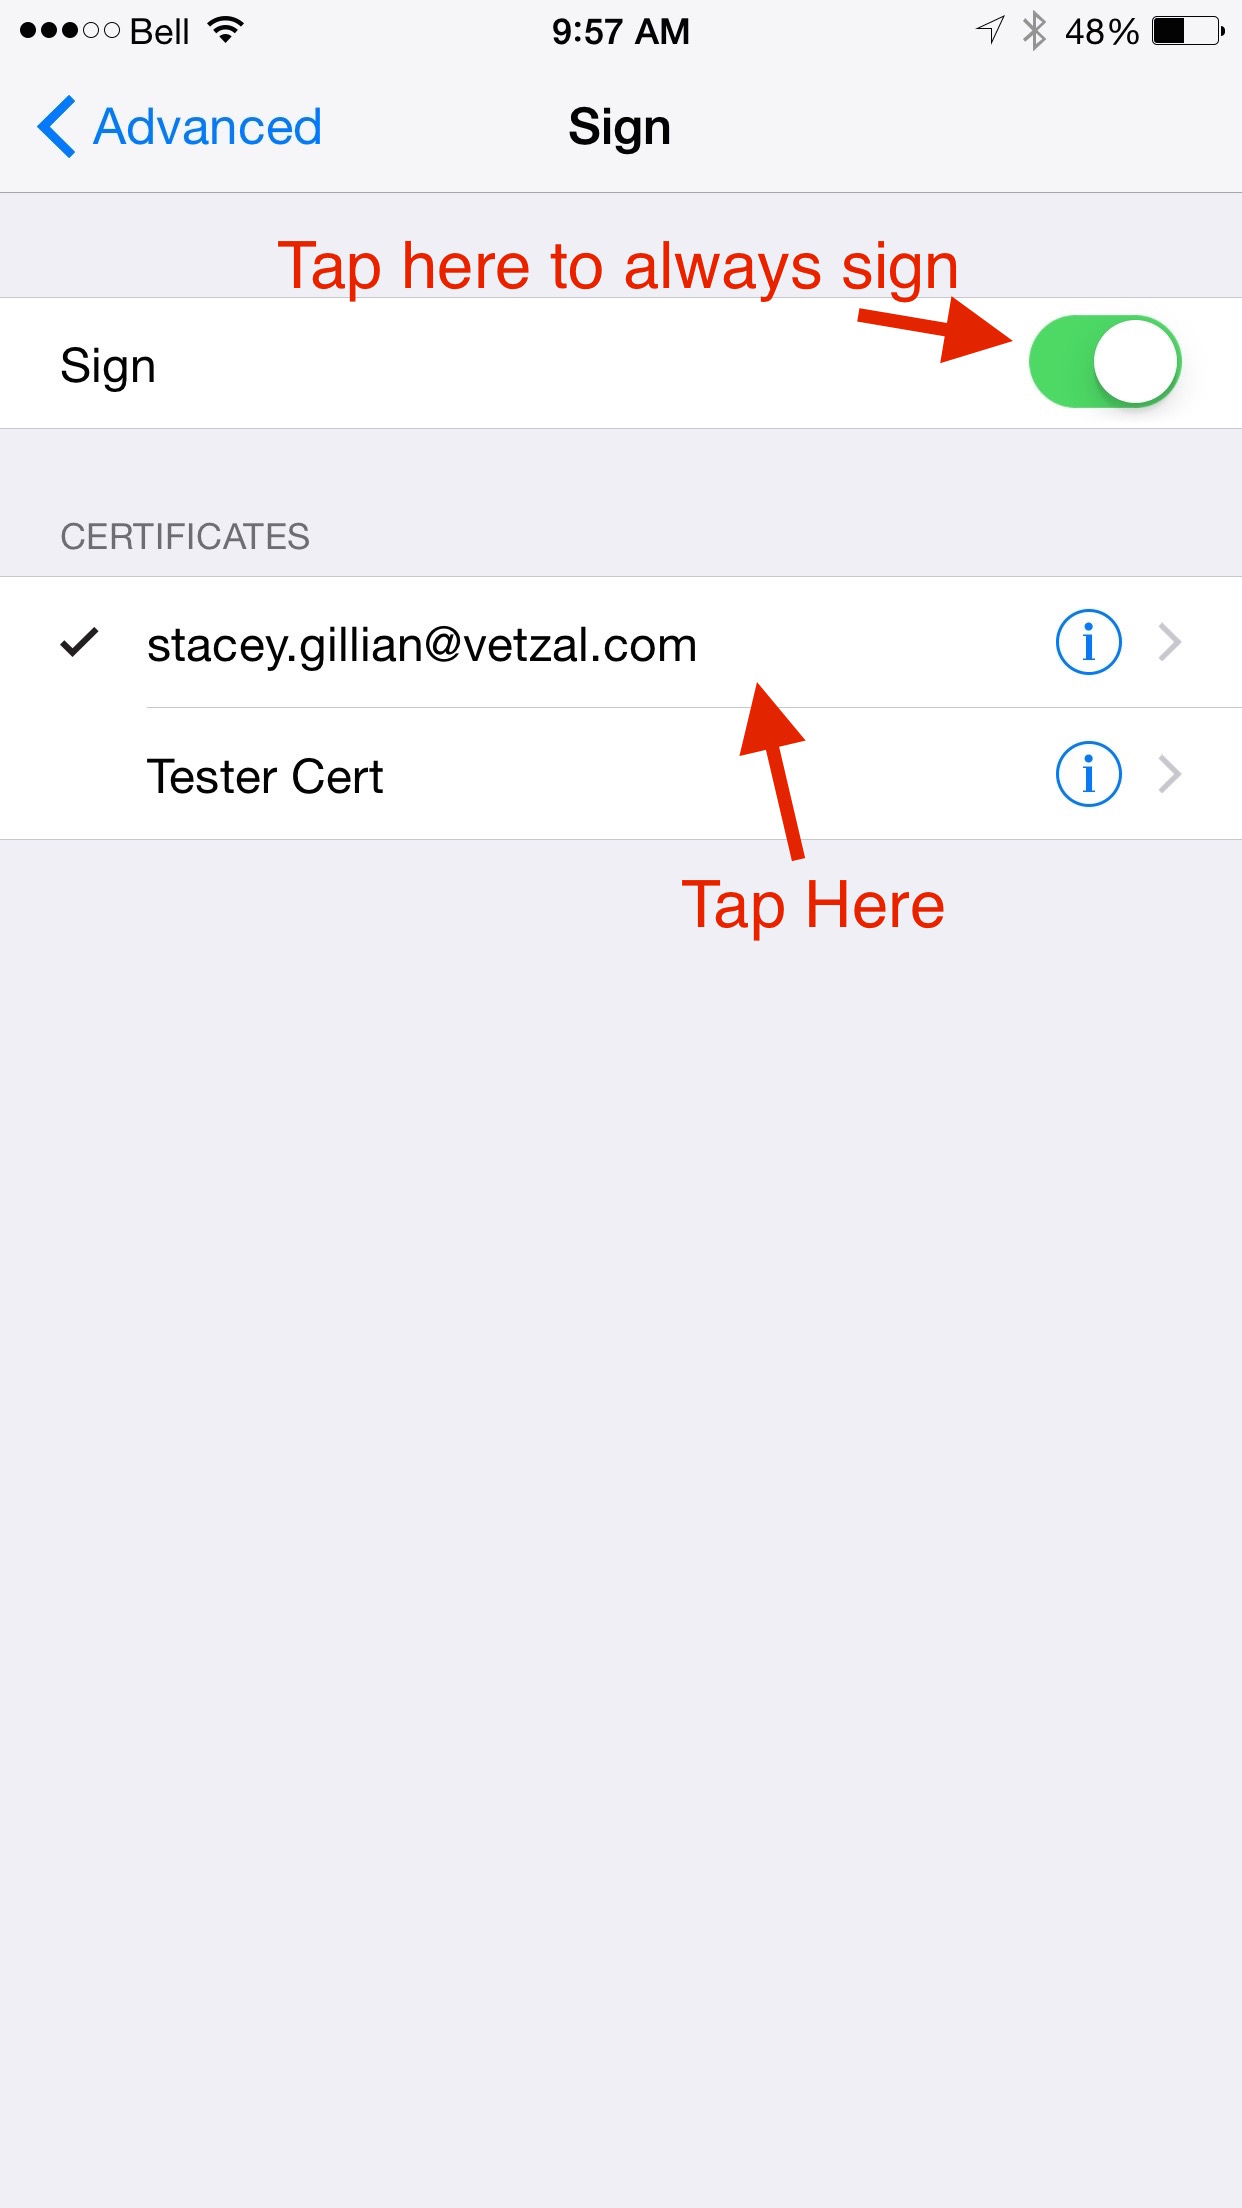 Bell 9:57 AM 48%
Advanced Sign
Tap here to always sign
Sign
CERTIFICATES
stacey.gillian@vetzal.com
Tester Cert
Tap Here